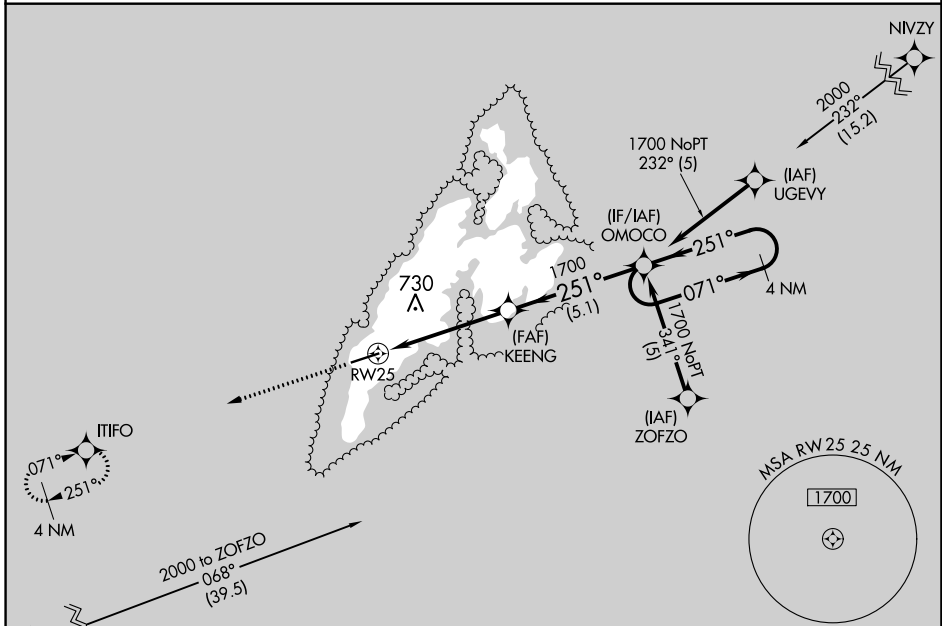 NIVZY
2000
232°
(15.2)
1700 NoPT
232° (5)
(IAF)
UGEVY
(IF/IAF)
OMOCO
251°
071°
4 NM
1700
251°
(5.1)
730
(FAF)
KEENG
RW25
1700 NoPT
341°
(5)
(IAF)
ZOFZO
ITIFO
071°
251°
4 NM
MSA RW25 25 NM
1700
2000 to ZOFZO
068°
(39.5)